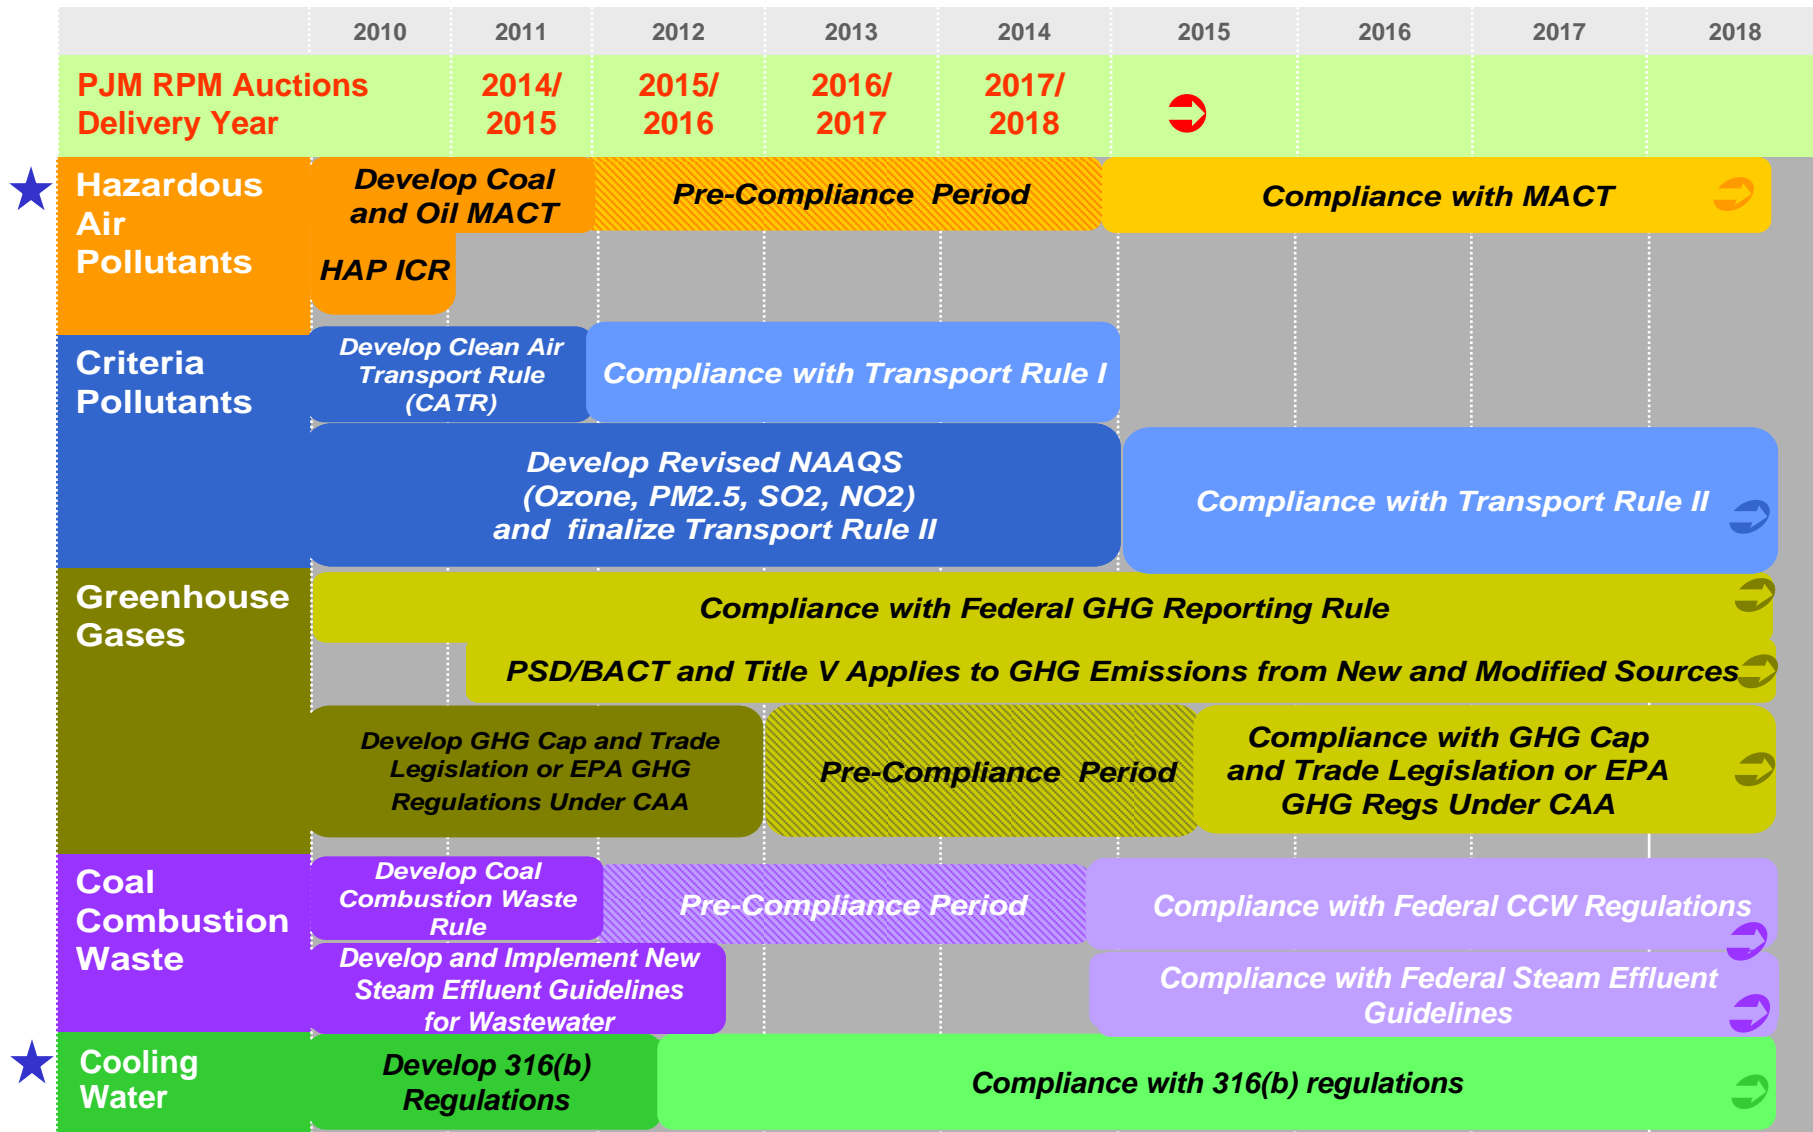 2010 2011 2012 2013 2014 2015 2016 2017 2018
PJM RPM Auctions
Delivery Year
2014/
2015
2015/
2016
2016/
2017
2017/
2018
Hazardous
Air
Pollutants
Develop Coal
and Oil MACT
Pre-Compliance Period
Compliance with MACT
HAP ICR
Criteria
Pollutants
Develop Clean Air
Transport Rule
(CATR)
Compliance with Transport Rule I
Develop Revised NAAQS
(Ozone, PM2.5, SO2, NO2)
and finalize Transport Rule II
Compliance with Transport Rule II
Greenhouse
Gases
Compliance with Federal GHG Reporting Rule
PSD/BACT and Title V Applies to GHG Emissions from New and Modified Sources
Develop GHG Cap and Trade
Legislation or EPA GHG
Regulations Under CAA
Pre-Compliance Period
Compliance with GHG Cap
and Trade Legislation or EPA
GHG Regs Under CAA
Coal
Combustion
Waste
Develop Coal
Combustion Waste
Rule
Pre-Compliance Period
Compliance with Federal CCW Regulations
Develop and Implement New
Steam Effluent Guidelines
for Wastewater
Compliance with Federal Steam Effluent
Guidelines
Cooling
Water
Develop 316(b)
Regulations
Compliance with 316(b) regulations